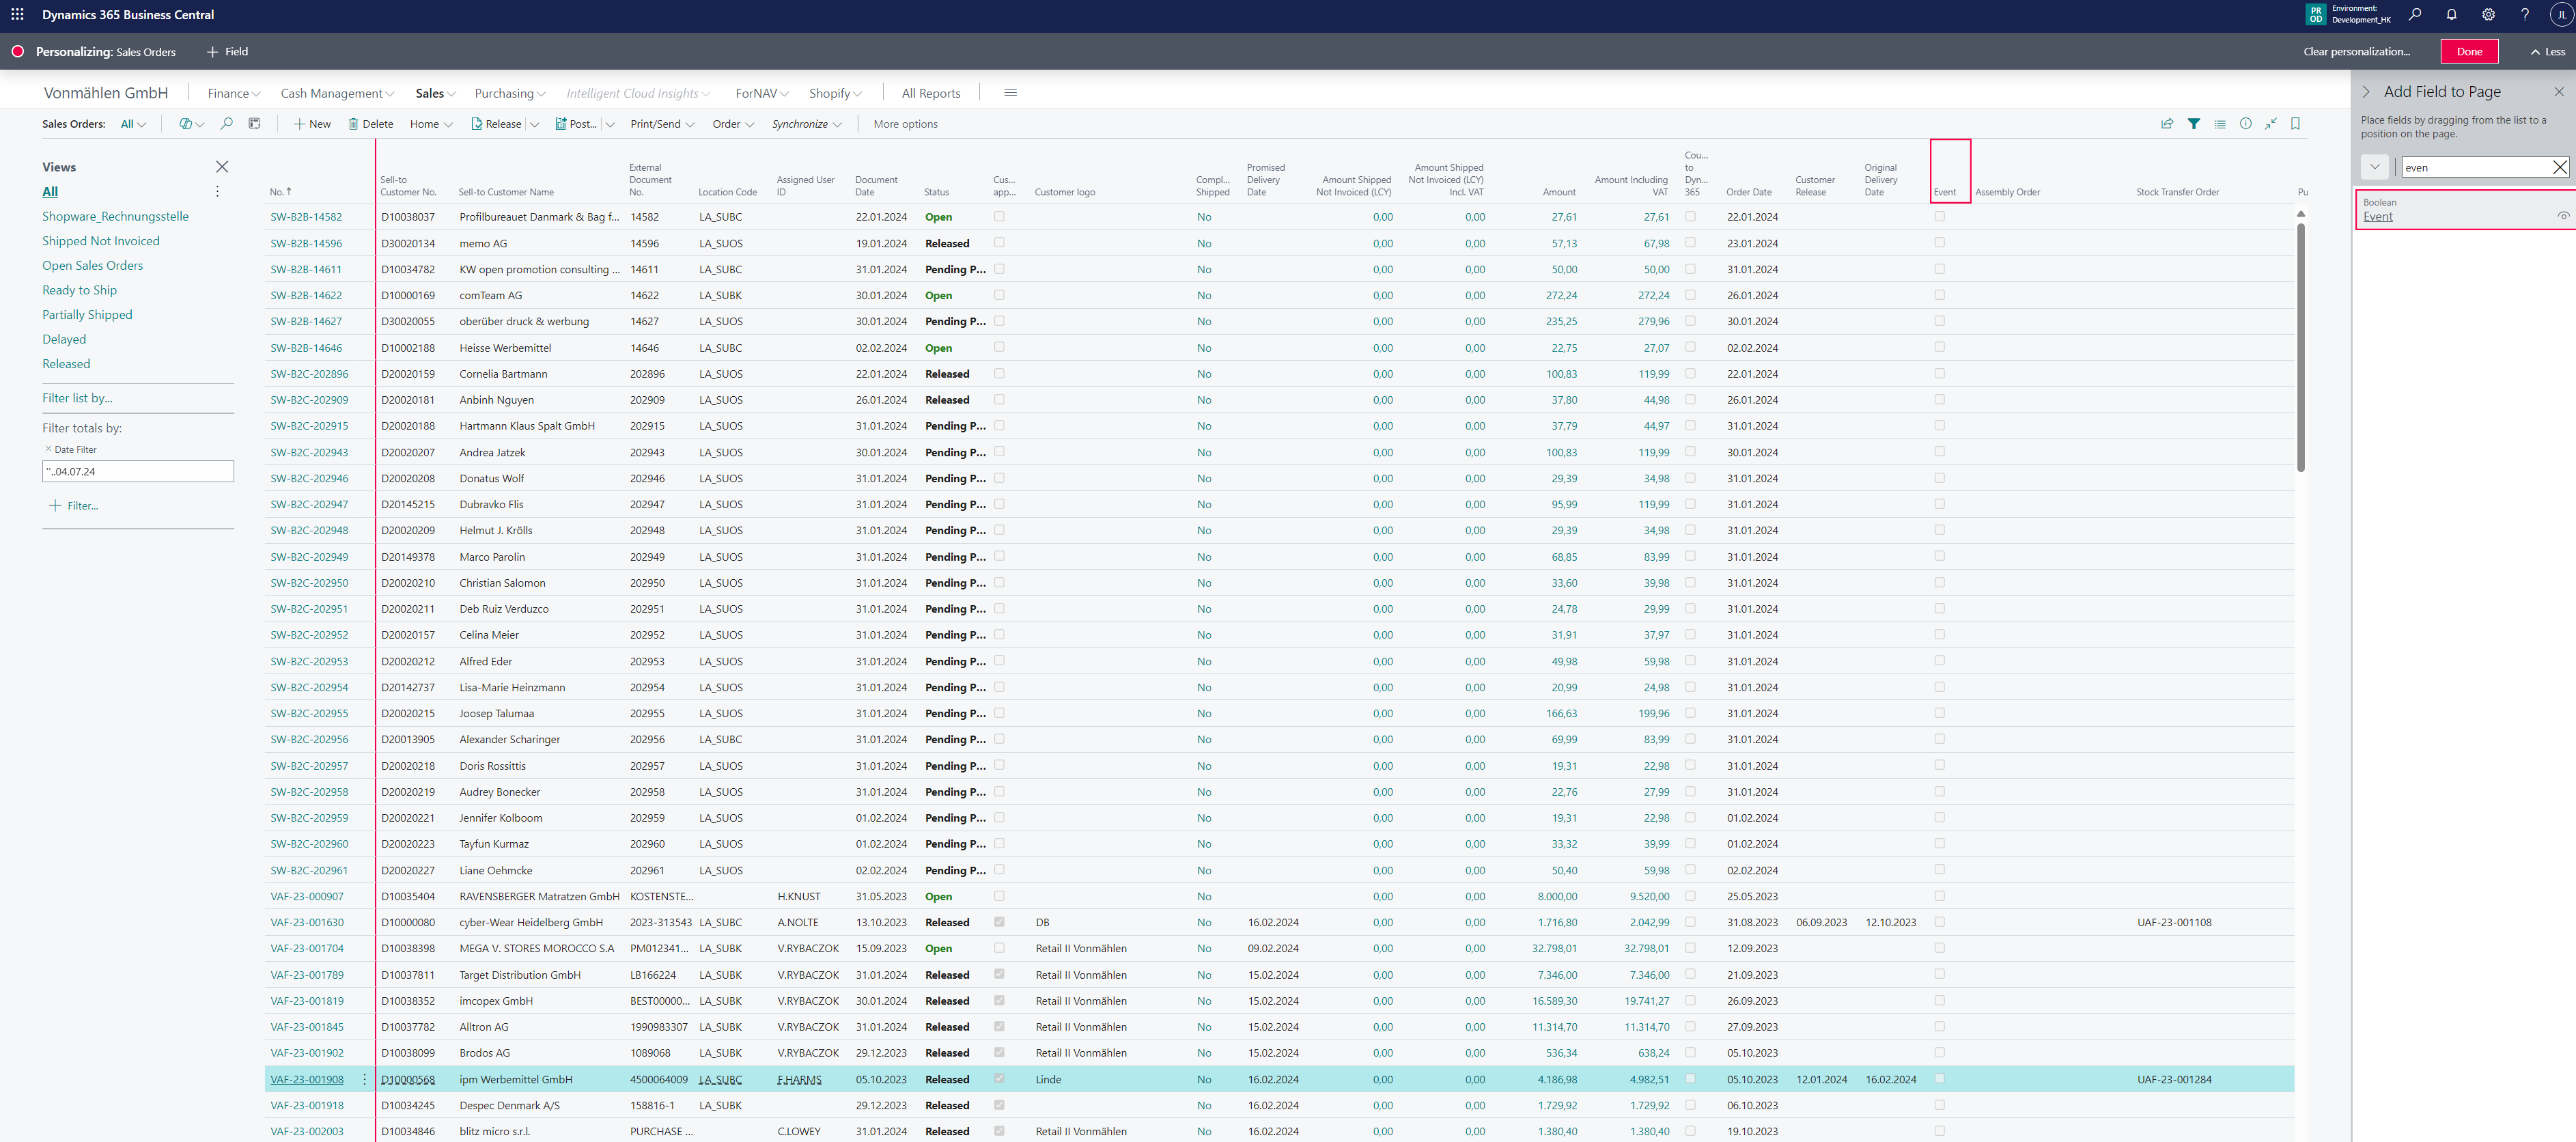 Dynamics 365 Business Central
PR OD Environment: Development_HK ? JL
Personalizing: Sales Orders + Field Clear personalization... Done Less
Vonmählen GmbH Finance Cash Management Sales Purchasing Intelligent Cloud Insights ForNAV Shopify All Reports
Sales Orders: All New Delete Home Release Post... Print/Send Order Synchronize More options
Add Field to Page
Place fields by dragging from the list to a
position on the page.
even
Boolean
Event
Views
All
Shopware_Rechnungsstelle
Shipped Not Invoiced
Open Sales Orders
Ready to Ship
Partially Shipped
Delayed
Released
Filter list by...
Filter totals by:
× Date Filter
''..04.07.24
+ Filter...
No. ↑ Sell-to Customer No. Sell-to Customer Name External Document No. Location Code Assigned User ID Document Date Status Cus... app... Customer logo Compl... Shipped Promised Delivery Date Amount Shipped Not Invoiced (LCY) Amount Shipped Not Invoiced (LCY) Incl. VAT Amount Amount Including VAT Cou... to Dyn... 365 Order Date Customer Release Original Delivery Date Event Assembly Order Stock Transfer Order Pu
SW-B2B-14582 D10038037 Profilbureauet Danmark & Bag f... 14582 LA_SUBC 22.01.2024 Open No 0,00 0,00 27,61 27,61 22.01.2024
SW-B2B-14596 D30020134 memo AG 14596 LA_SUOS 19.01.2024 Released No 0,00 0,00 57,13 67,98 23.01.2024
SW-B2B-14611 D10034782 KW open promotion consulting ... 14611 LA_SUBC 31.01.2024 Pending P... No 0,00 0,00 50,00 50,00 31.01.2024
SW-B2B-14622 D10000169 comTeam AG 14622 LA_SUBK 30.01.2024 Open No 0,00 0,00 272,24 272,24 26.01.2024
SW-B2B-14627 D30020055 oberüber druck & werbung 14627 LA_SUOS 30.01.2024 Pending P... No 0,00 0,00 235,25 279,96 30.01.2024
SW-B2B-14646 D10002188 Heisse Werbemittel 14646 LA_SUBC 02.02.2024 Open No 0,00 0,00 22,75 27,07 02.02.2024
SW-B2C-202896 D20020159 Cornelia Bartmann 202896 LA_SUOS 22.01.2024 Released No 0,00 0,00 100,83 119,99 22.01.2024
SW-B2C-202909 D20020181 Anbinh Nguyen 202909 LA_SUOS 26.01.2024 Released No 0,00 0,00 37,80 44,98 26.01.2024
SW-B2C-202915 D20020188 Hartmann Klaus Spalt GmbH 202915 LA_SUOS 31.01.2024 Pending P... No 0,00 0,00 37,79 44,97 31.01.2024
SW-B2C-202943 D20020207 Andrea Jatzek 202943 LA_SUOS 30.01.2024 Pending P... No 0,00 0,00 100,83 119,99 30.01.2024
SW-B2C-202946 D20020208 Donatus Wolf 202946 LA_SUOS 31.01.2024 Pending P... No 0,00 0,00 29,39 34,98 31.01.2024
SW-B2C-202947 D20145215 Dubravko Flis 202947 LA_SUOS 31.01.2024 Pending P... No 0,00 0,00 95,99 119,99 31.01.2024
SW-B2C-202948 D20020209 Helmut J. Krölls 202948 LA_SUOS 31.01.2024 Pending P... No 0,00 0,00 29,39 34,98 31.01.2024
SW-B2C-202949 D20149378 Marco Parolin 202949 LA_SUOS 31.01.2024 Pending P... No 0,00 0,00 68,85 83,99 31.01.2024
SW-B2C-202950 D20020210 Christian Salomon 202950 LA_SUOS 31.01.2024 Pending P... No 0,00 0,00 33,60 39,98 31.01.2024
SW-B2C-202951 D20020211 Deb Ruiz Verduzco 202951 LA_SUOS 31.01.2024 Pending P... No 0,00 0,00 24,78 29,99 31.01.2024
SW-B2C-202952 D20020157 Celina Meier 202952 LA_SUOS 31.01.2024 Pending P... No 0,00 0,00 31,91 37,97 31.01.2024
SW-B2C-202953 D20020212 Alfred Eder 202953 LA_SUOS 31.01.2024 Pending P... No 0,00 0,00 49,98 59,98 31.01.2024
SW-B2C-202954 D20142737 Lisa-Marie Heinzmann 202954 LA_SUOS 31.01.2024 Pending P... No 0,00 0,00 20,99 24,98 31.01.2024
SW-B2C-202955 D20020215 Joosep Talumaa 202955 LA_SUOS 31.01.2024 Pending P... No 0,00 0,00 166,63 199,96 31.01.2024
SW-B2C-202956 D20013905 Alexander Scharinger 202956 LA_SUBC 31.01.2024 Pending P... No 0,00 0,00 69,99 83,99 31.01.2024
SW-B2C-202957 D20020218 Doris Rossittis 202957 LA_SUOS 31.01.2024 Pending P... No 0,00 0,00 19,31 22,98 31.01.2024
SW-B2C-202958 D20020219 Audrey Bonecker 202958 LA_SUOS 31.01.2024 Pending P... No 0,00 0,00 22,76 27,99 31.01.2024
SW-B2C-202959 D20020221 Jennifer Kolboom 202959 LA_SUOS 01.02.2024 Pending P... No 0,00 0,00 19,31 22,98 01.02.2024
SW-B2C-202960 D20020223 Tayfun Kurmaz 202960 LA_SUOS 01.02.2024 Pending P... No 0,00 0,00 33,32 39,99 01.02.2024
SW-B2C-202961 D20020227 Liane Oehmcke 202961 LA_SUOS 02.02.2024 Pending P... No 0,00 0,00 50,40 59,98 02.02.2024
VAF-23-000907 D10035404 RAVENSBERGER Matratzen GmbH KOSTENSTE... H.KNUST 31.05.2023 Open No 0,00 0,00 8.000,00 9.520,00 25.05.2023
VAF-23-001630 D10000080 cyber-Wear Heidelberg GmbH 2023-313543 LA_SUBC A.NOLTE 13.10.2023 Released DB No 16.02.2024 0,00 0,00 1.716,80 2.042,99 31.08.2023 06.09.2023 12.10.2023 UAF-23-001108
VAF-23-001704 D10038398 MEGA V. STORES MOROCCO S.A PM012341... LA_SUBK V.RYBACZOK 15.09.2023 Open Retail II Vonmählen No 09.02.2024 0,00 0,00 32.798,01 32.798,01 12.09.2023
VAF-23-001789 D10037811 Target Distribution GmbH LB166224 LA_SUBK V.RYBACZOK 31.01.2024 Released Retail II Vonmählen No 15.02.2024 0,00 0,00 7.346,00 7.346,00 21.09.2023
VAF-23-001819 D10038352 imcopex GmbH BEST00000... LA_SUBK V.RYBACZOK 30.01.2024 Released Retail II Vonmählen No 15.02.2024 0,00 0,00 16.589,30 19.741,27 26.09.2023
VAF-23-001845 D10037782 Alltron AG 1990983307 LA_SUBK V.RYBACZOK 31.01.2024 Released Retail II Vonmählen No 15.02.2024 0,00 0,00 11.314,70 11.314,70 27.09.2023
VAF-23-001902 D10038099 Brodos AG 1089068 LA_SUBK V.RYBACZOK 29.12.2023 Released Retail II Vonmählen No 15.02.2024 0,00 0,00 536,34 638,24 05.10.2023
VAF-23-001908 D10000568 ipm Werbemittel GmbH 4500064009 LA_SUBC F.HARMS 05.10.2023 Released Linde No 16.02.2024 0,00 0,00 4.186,98 4.982,51 05.10.2023 12.01.2024 16.02.2024 UAF-23-001284
VAF-23-001918 D10034245 Despec Denmark A/S 158816-1 LA_SUBK 29.12.2023 Released No 16.02.2024 0,00 0,00 1.729,92 1.729,92 06.10.2023
VAF-23-002003 D10034846 blitz micro s.r.l. PURCHASE ... C.LOWEY 31.01.2024 Released Retail II Vonmählen No 16.02.2024 0,00 0,00 1.380,40 1.380,40 19.10.2023